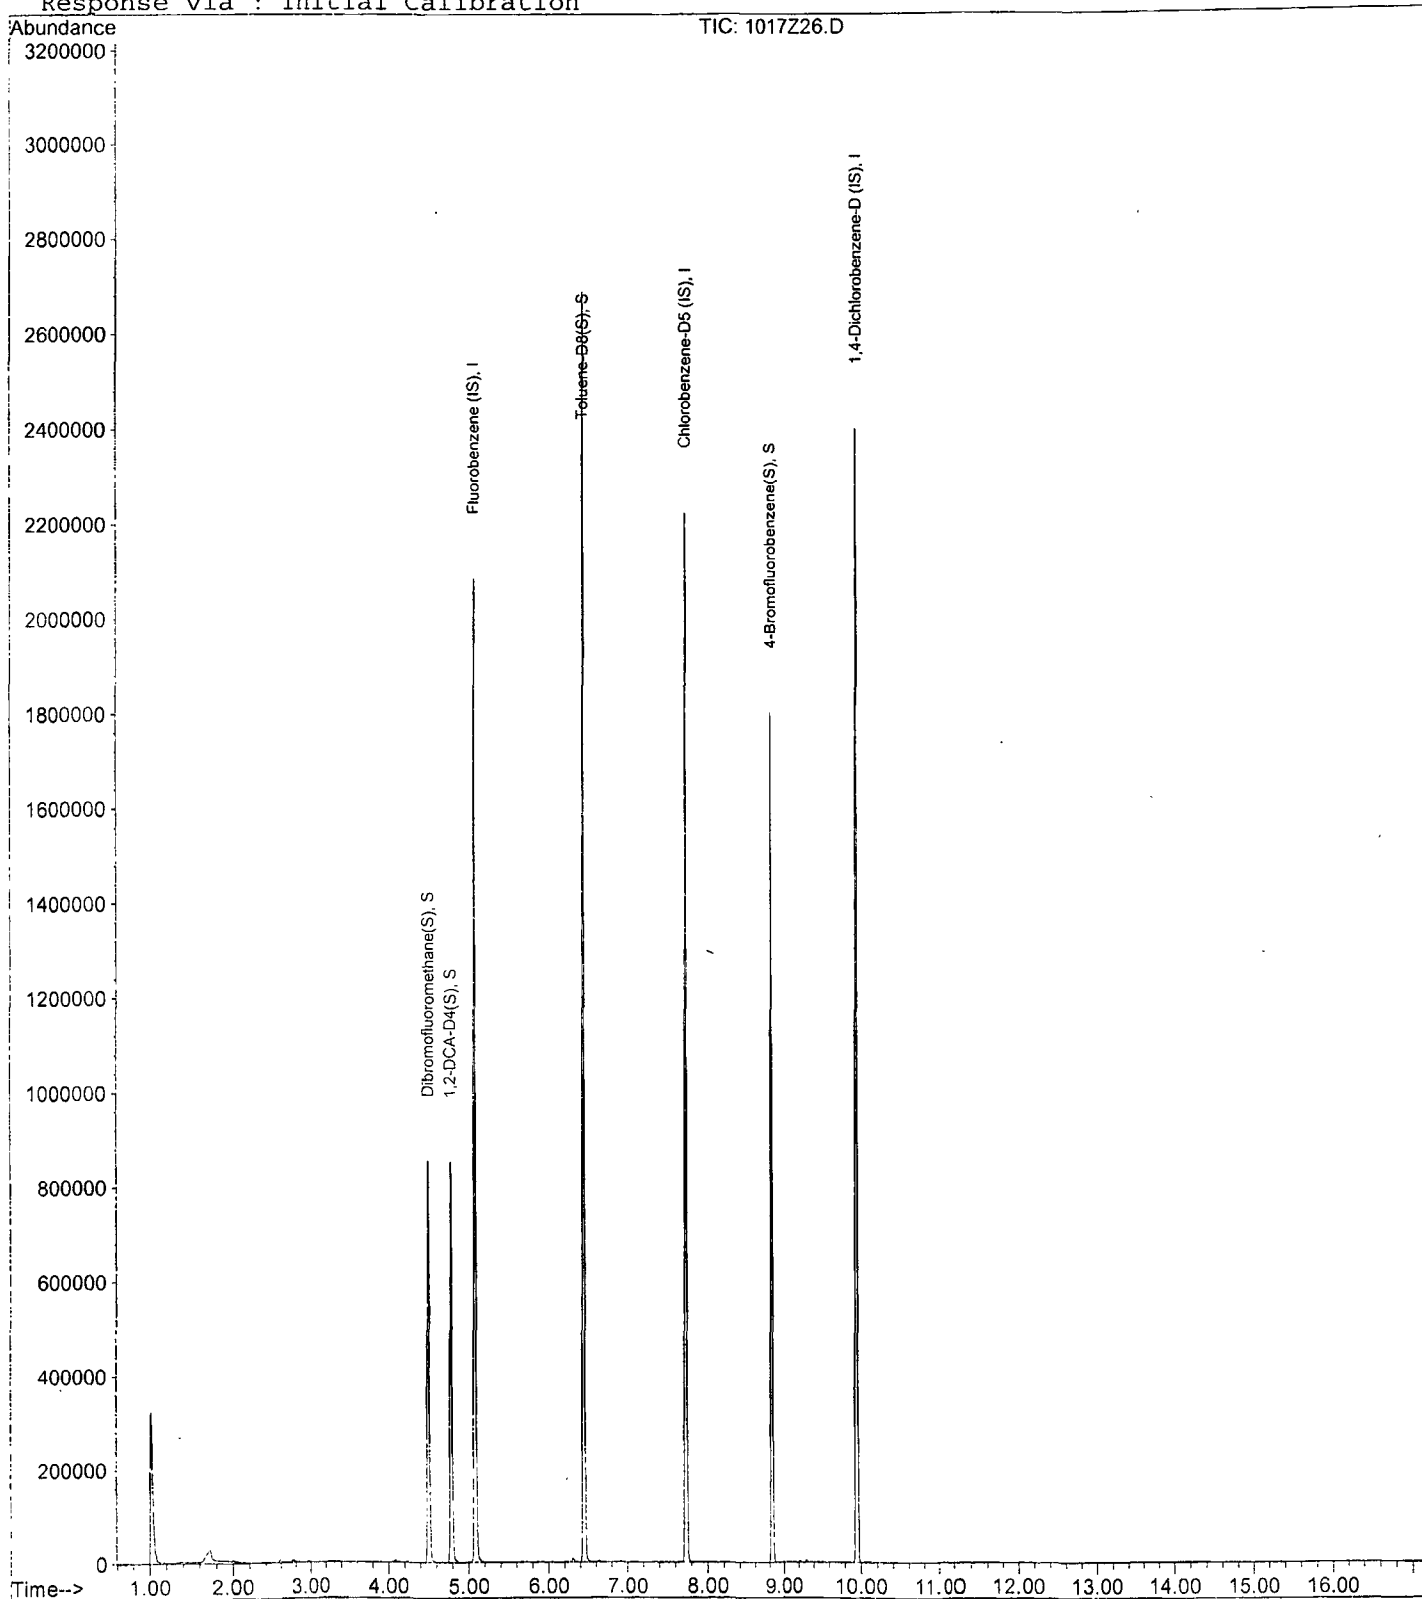 Response via : Initial Calibration
Abundance
TIC: 1017Z26.D
3200000
3000000
2800000
2600000
2400000
2200000
2000000
1800000
1600000
1400000
1200000
1000000
800000
600000
400000
200000
0
Dibromofluoromethane(S), S
1,2-DCA-D4(S), S
Fluorobenzene (IS), I
Toluene-D8(S), S
Chlorobenzene-D5 (IS), I
4-Bromofluorobenzene(S), S
1,4-Dichlorobenzene-D (IS), I
Time--> 1.00 2.00 3.00 4.00 5.00 6.00 7.00 8.00 9.00 10.00 11.00 12.00 13.00 14.00 15.00 16.00